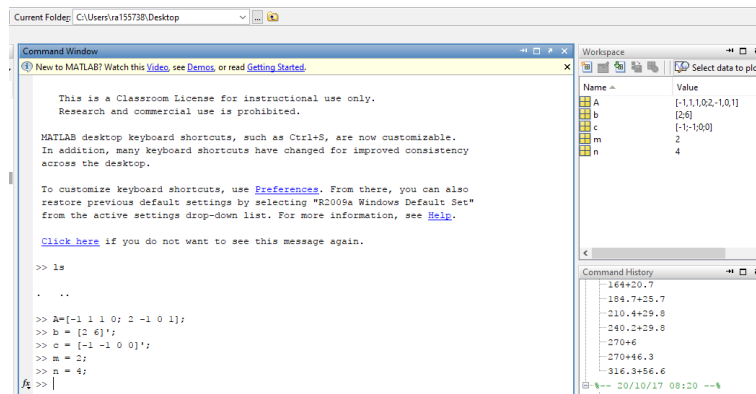 Current Folder: C:\Users\ra155738\Desktop
Command Window
New to MATLAB? Watch this Video, see Demos, or read Getting Started.
This is a Classroom License for instructional use only.
Research and commercial use is prohibited.
MATLAB desktop keyboard shortcuts, such as Ctrl+S, are now customizable.
In addition, many keyboard shortcuts have changed for improved consistency
across the desktop.
To customize keyboard shortcuts, use Preferences. From there, you can also
restore previous default settings by selecting "R2009a Windows Default Set"
from the active settings drop-down list. For more information, see Help.
Click here if you do not want to see this message again.
>> ls
. ..
>> A=[-1 1 1 0; 2 -1 0 1];
>> b = [2 6]';
>> c = [-1 -1 0 0]';
>> m = 2;
>> n = 4;
fx >>
Workspace
Select data to plo
Name Value
A [-1,1,1,0;2,-1,0,1]
b [2;6]
c [-1;-1;0;0]
m 2
n 4
Command History
164+20.7
184.7+25.7
210.4+29.8
240.2+29.8
270+6
270+46.3
316.3+56.6
%-- 20/10/17 08:20 --%